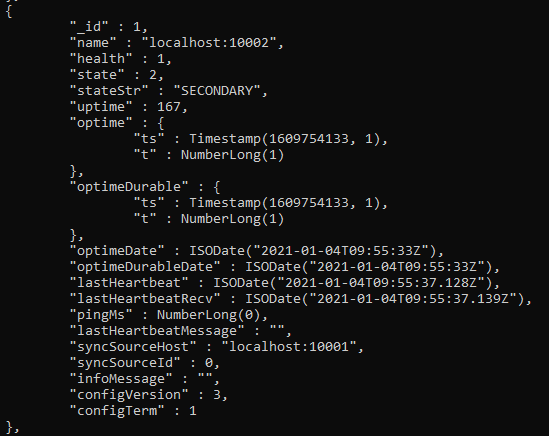 {
"_id" : 1,
"name" : "localhost:10002",
"health" : 1,
"state" : 2,
"stateStr" : "SECONDARY",
"uptime" : 167,
"optime" : {
"ts" : Timestamp(1609754133, 1),
"t" : NumberLong(1)
},
"optimeDurable" : {
"ts" : Timestamp(1609754133, 1),
"t" : NumberLong(1)
},
"optimeDate" : ISODate("2021-01-04T09:55:33Z"),
"optimeDurableDate" : ISODate("2021-01-04T09:55:33Z"),
"lastHeartbeat" : ISODate("2021-01-04T09:55:37.128Z"),
"lastHeartbeatRecv" : ISODate("2021-01-04T09:55:37.139Z"),
"pingMs" : NumberLong(0),
"lastHeartbeatMessage" : "",
"syncSourceHost" : "localhost:10001",
"syncSourceId" : 0,
"infoMessage" : "",
"configVersion" : 3,
"configTerm" : 1
},